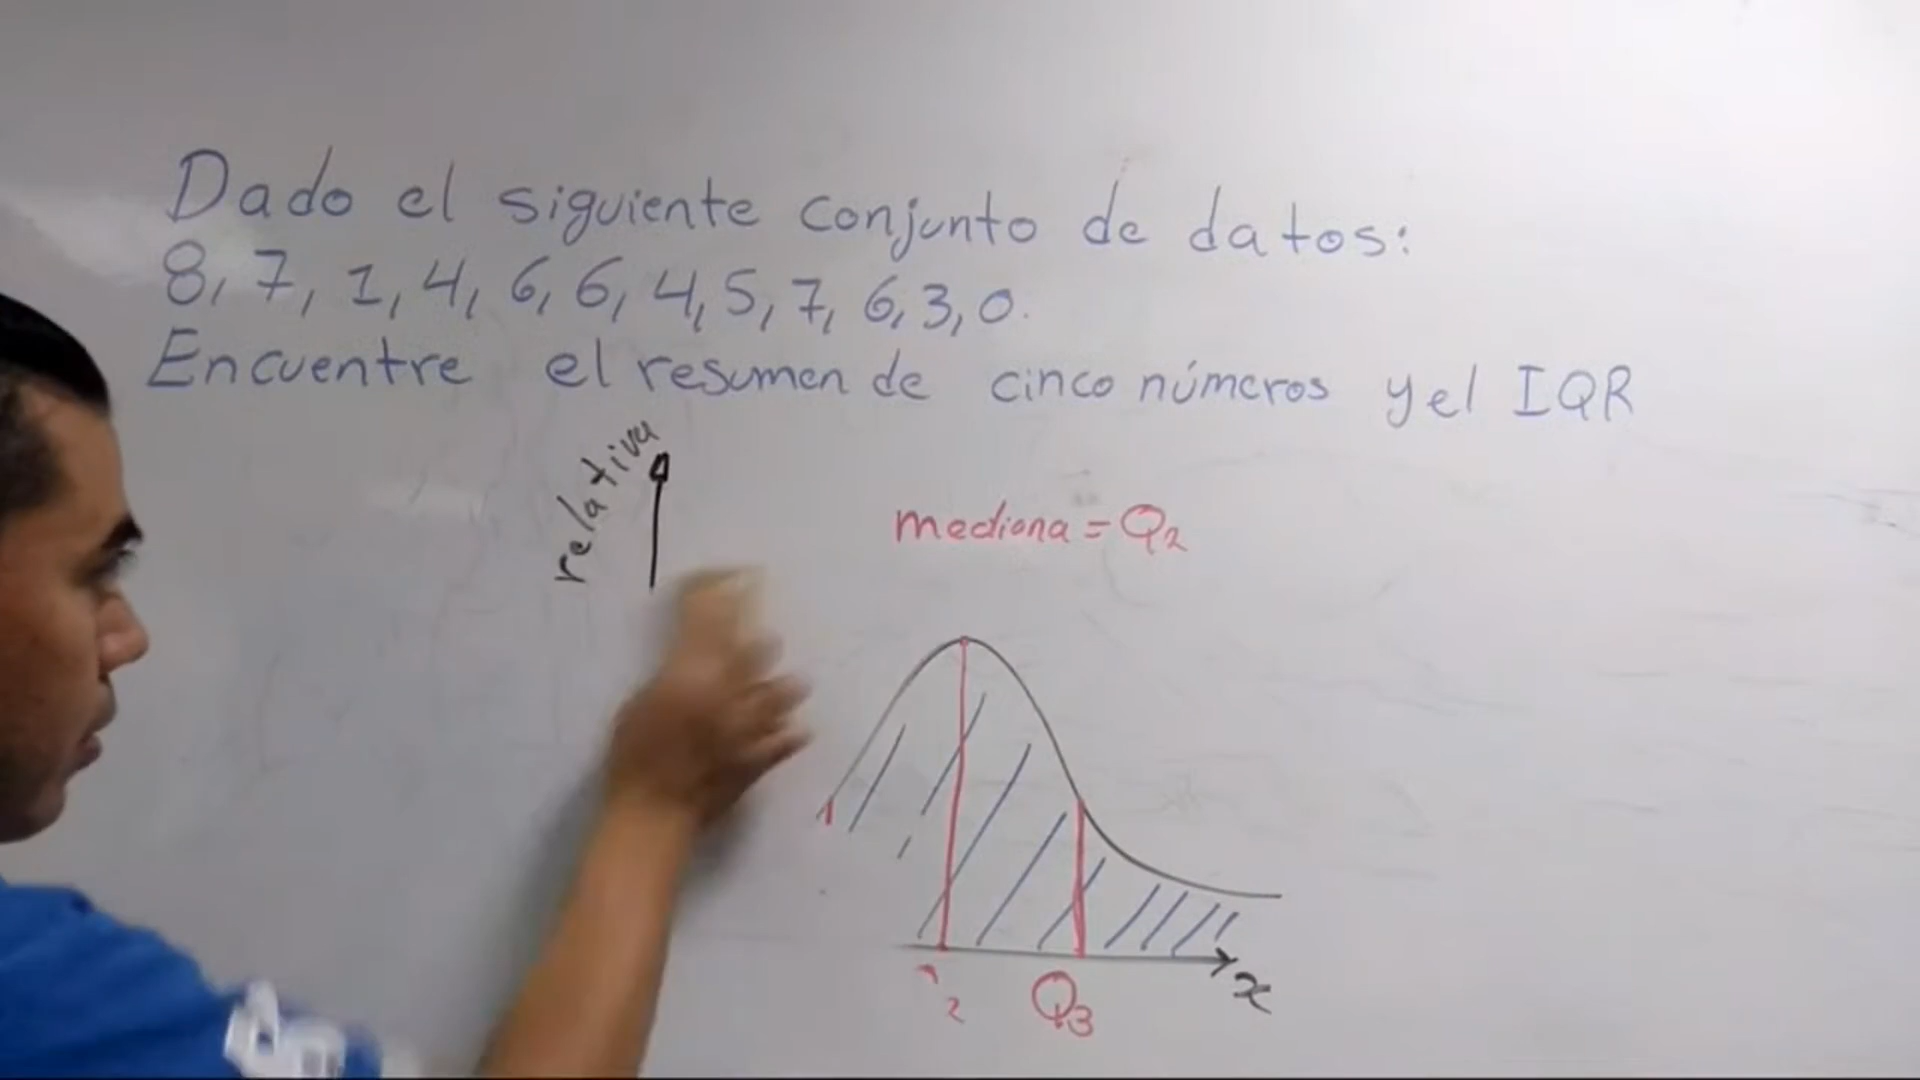 Dado el siguiente conjunto de datos:
8, 7, 1, 4, 6, 6, 4, 5, 7, 6, 3, 0.
Encuentre el resumen de cinco números y el IQR
relativa
mediana = Q2
2
Q3
x